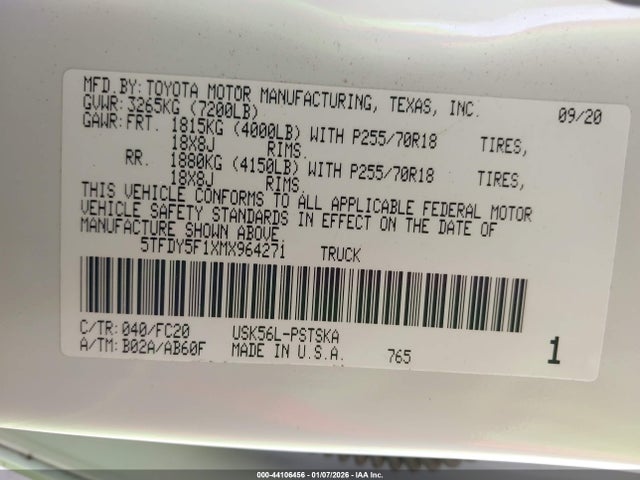 MFD.BY: TOYOTA MOTOR MANUFACTURING, TEXAS, INC. 09/20
GVWR: 3265KG (7200LB)
GAWR: FRT. 1815KG (4000LB) WITH P255/70R18 TIRES,
18X8J RIMS.
RR. 1880KG (4150LB) WITH P255/70R18 TIRES,
18X8J RIMS.
THIS VEHICLE CONFORMS TO ALL APPLICABLE FEDERAL MOTOR
VEHICLE SAFETY STANDARDS IN EFFECT ON THE DATE OF
MANUFACTURE SHOWN ABOVE.
5TFDY5F1XMX964271 TRUCK
C/TR: 040/FC20 USK56L-PSTSKA
A/TM: B02A/AB60F MADE IN U.S.A. 765 1
000-44106456 - 01/07/2026 - IAA Inc.